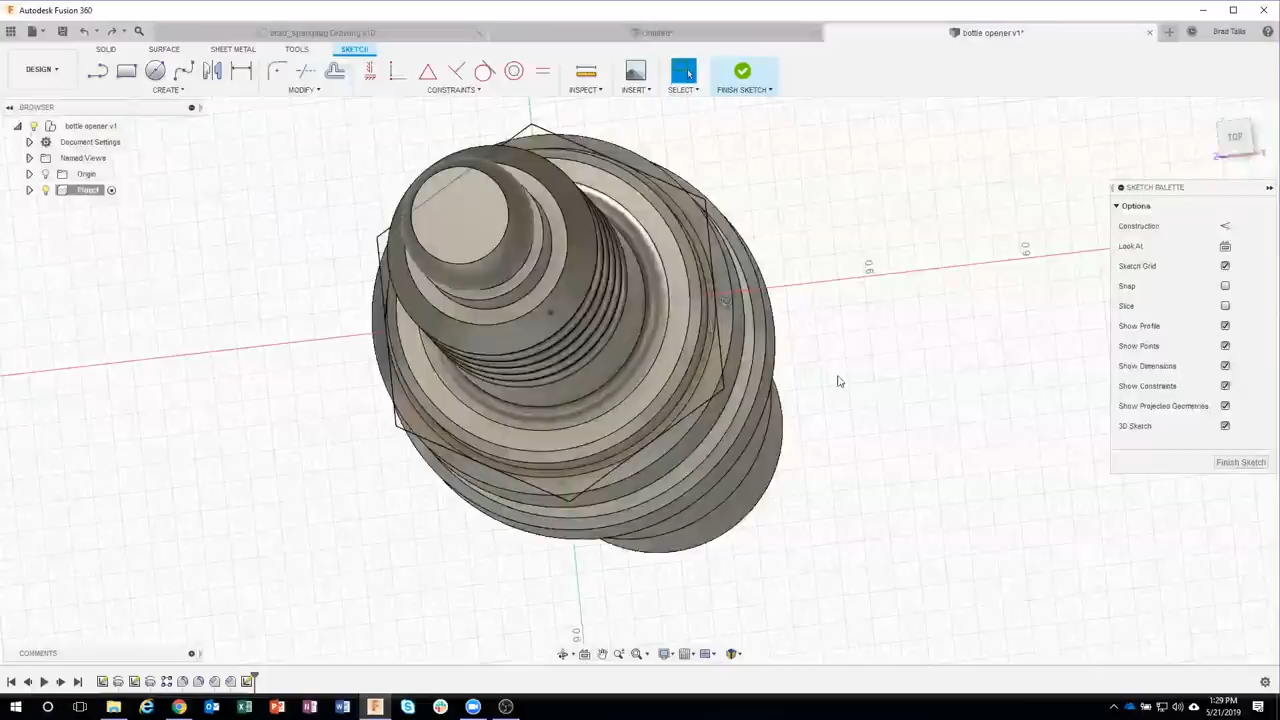 Autodesk Fusion 360
bottle opener v1*
Brad Tallis
SOLID
SURFACE
SHEET METAL
TOOLS
SKETCH
DESIGN
CREATE
MODIFY
CONSTRAINTS
INSPECT
INSERT
SELECT
FINISH SKETCH
BROWSER
bottle opener v1
Document Settings
Named Views
Origin
TOP
SKETCH PALETTE
Options
Construction
Look At
Sketch Grid
Snap
Slice
Show Profile
Show Points
Show Dimensions
Show Constraints
Show Projected Geometries
3D Sketch
Finish Sketch
COMMENTS
1:29 PM
5/21/2019